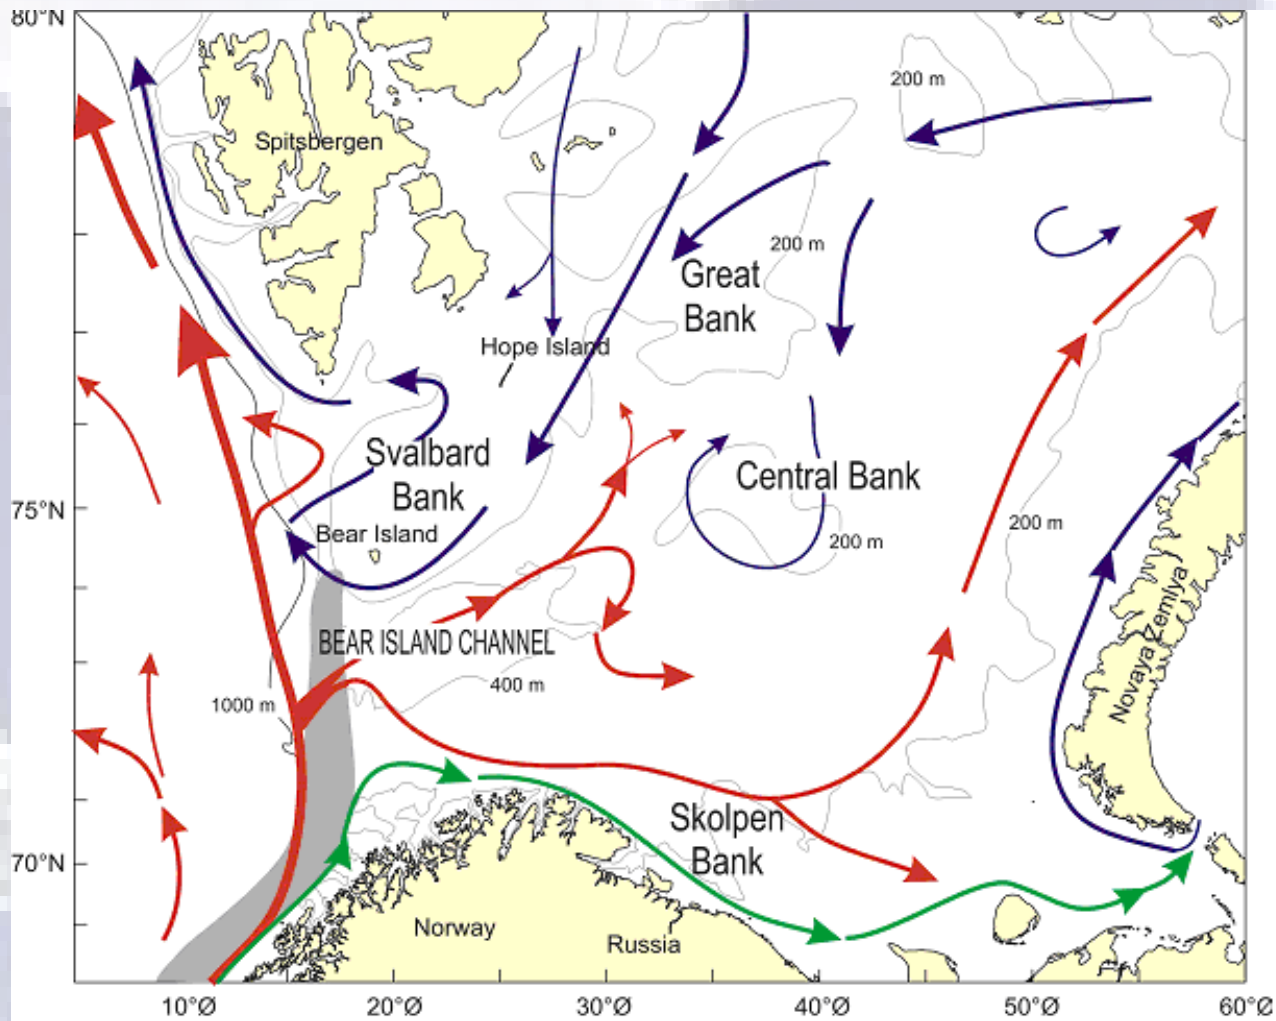 80°N
200 m
Spitsbergen
200 m
Great
Bank
Hope Island
Svalbard
Bank
Central Bank
75°N
200 m
Bear Island
200 m
Novaya Zemlya
BEAR ISLAND CHANNEL
400 m
1000 m
Skolpen
Bank
70°N
Norway
Russia
10°Ø
20°Ø
30°Ø
40°Ø
50°Ø
60°Ø